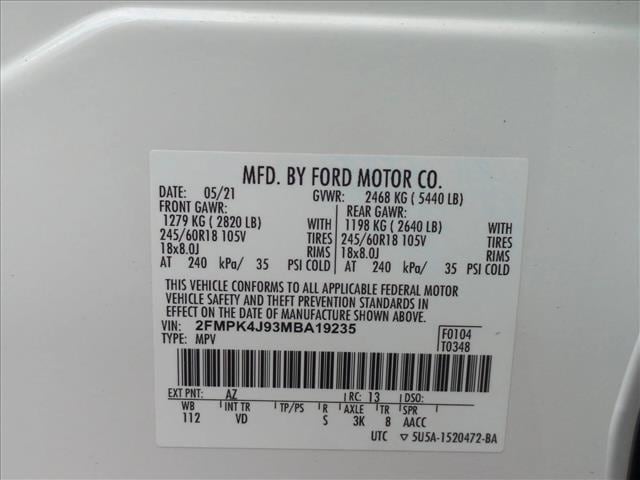 MFD. BY FORD MOTOR CO.
DATE: 05/21 GVWR: 2468 KG ( 5440 LB)
FRONT GAWR: REAR GAWR:
1279 KG ( 2820 LB) WITH 1198 KG ( 2640 LB) WITH
245/60R18 105V TIRES 245/60R18 105V TIRES
18x8.0J RIMS 18x8.0J RIMS
AT 240 kPa/ 35 PSI COLD AT 240 kPa/ 35 PSI COLD
THIS VEHICLE CONFORMS TO ALL APPLICABLE FEDERAL MOTOR
VEHICLE SAFETY AND THEFT PREVENTION STANDARDS IN
EFFECT ON THE DATE OF MANUFACTURE SHOWN ABOVE.
VIN: 2FMPK4J93MBA19235 F0104
TYPE: MPV T0348
EXT PNT: AZ RC: 13 DSO:
WB INT TR TP/PS R AXLE TR SPR
112 VD S 3K 8 AACC
UTC ▽ 5U5A-1520472-BA